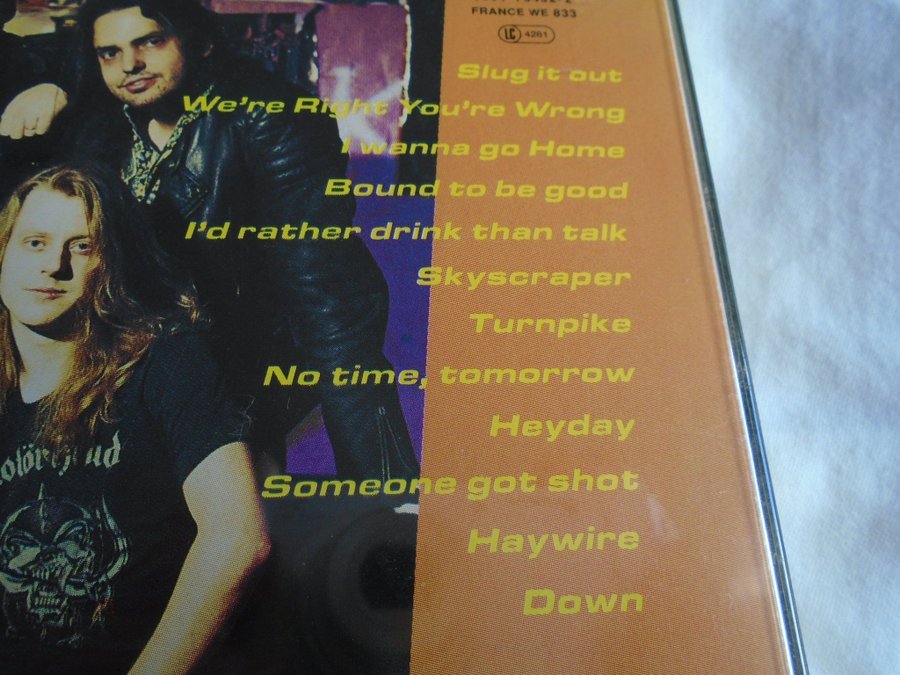 FRANCE WE 833
LC 4281
Slug it out
We're Right You're Wrong
I wanna go Home
Bound to be good
I'd rather drink than talk
Skyscraper
Turnpike
No time, tomorrow
Heyday
Someone got shot
Haywire
Down